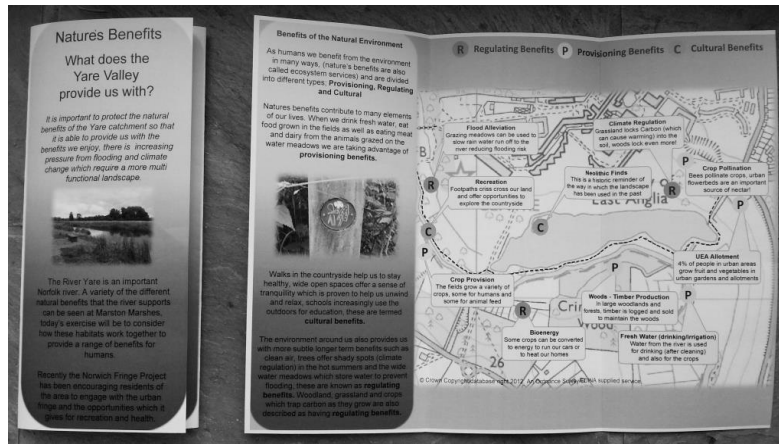 Natures Benefits
What does the
Yare Valley
provide us with?
It is important to protect the natural
benefits of the Yare catchment so that
it is able to provide us with the
benefits we enjoy, there is increasing
pressure from flooding and climate
change which require a more multi
functional landscape.
The River Yare is an important
Norfolk river. A variety of the different
natural benefits that the river supports
can be seen at Marston Marshes,
today's exercise will be to consider
how these habitats work together to
provide a range of benefits for
humans.
Recently the Norwich Fringe Project
has been encouraging residents of
the area to engage with the urban
fringe and the opportunities which it
gives for recreation and health.
Benefits of the Natural Environment
As humans we benefit from the environment
in many ways, (nature's benefits are also
called ecosystem services) and are divided
into different types: Provisioning, Regulating
and Cultural
Natures benefits contribute to many elements
of our lives. When we drink fresh water, eat
food grown in the fields as well as eating meat
and dairy from the animals grazed on the
water meadows we are taking advantage of
provisioning benefits.
Walks in the countryside help us to stay
healthy, wide open spaces offer a sense of
tranquility which is proven to help us unwind
and relax, schools increasingly use the
outdoors for education, these are termed
cultural benefits.
The environment around us also provides us
with more subtle longer term benefits such as
clean air, trees offer shady spots (climate
regulation) in the hot summers and the wide
water meadows which store water to prevent
flooding, these are known as regulating
benefits. Woodland, grassland and crops
which trap carbon as they grow are also
described as having regulating benefits.
R Regulating Benefits P Provisioning Benefits C Cultural Benefits
Flood Alleviation
Grazing meadows can be used to
slow rain water run off to the
river reducing flooding risk
Climate Regulation
Grassland locks Carbon (which
can cause warming) into the
soil, woods lock even more!
P
Crop Pollination
Bees pollinate crops, urban
flowerbeds are an important
source of nectar!
R
Recreation
Footpaths criss cross our land
and offer opportunities to
explore the countryside
Neolithic Finds
This is a historic reminder of
the way in which the landscape
has been used in the past
R
P
East Anglia
C
C
P
UEA Allotment
4% of people in urban areas
grow fruit and vegetables in
urban gardens and allotments
Crop Provision
The fields grow a variety of
crops, some for humans and
some for animal feed
P
Woods - Timber Production
In large woodlands and
forests, timber is logged and sold
to maintain the woods
P
R
Wood
Bioenergy
Some crops can be converted
to energy to run our cars or
to heat our homes
Fresh Water (drinking/irrigation)
Water from the river is used
for drinking (after cleaning)
and also for the crops
26
© Crown Copyright/database right 2012. An Ordnance Survey/EDINA supplied service.